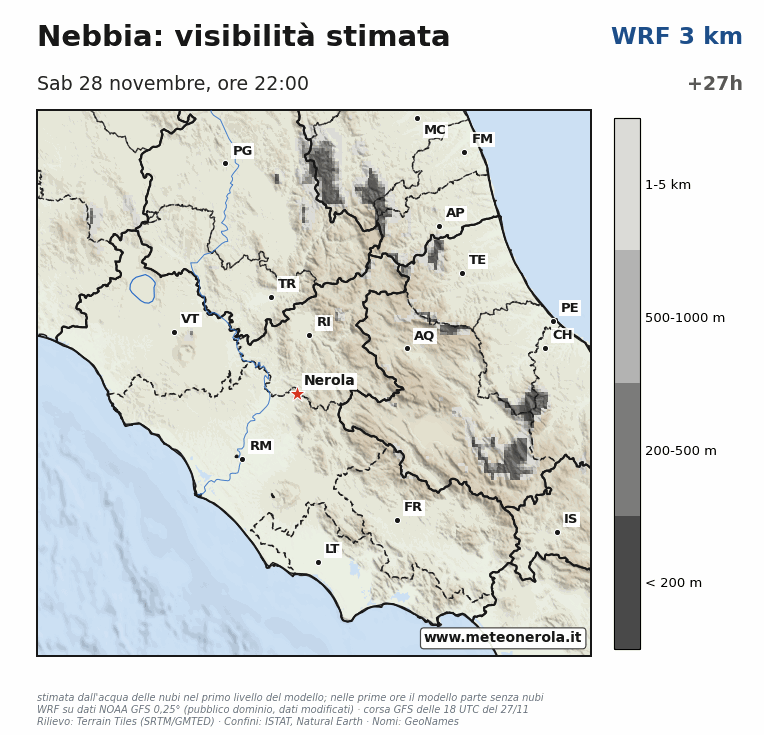 Nebbia: visibilità stimata
WRF 3 km
Sab 28 novembre, ore 22:00
+27h
MC
FM
PG
AP
TE
TR
PE
VT
RI
AQ
CH
Nerola
RM
FR
IS
LT
1-5 km
500-1000 m
200-500 m
< 200 m
www.meteonerola.it
stimata dall'acqua delle nubi nel primo livello del modello; nelle prime ore il modello parte senza nubi
WRF su dati NOAA GFS 0,25° (pubblico dominio, dati modificati) · corsa GFS delle 18 UTC del 27/11
Rilievo: Terrain Tiles (SRTM/GMTED) · Confini: ISTAT, Natural Earth · Nomi: GeoNames